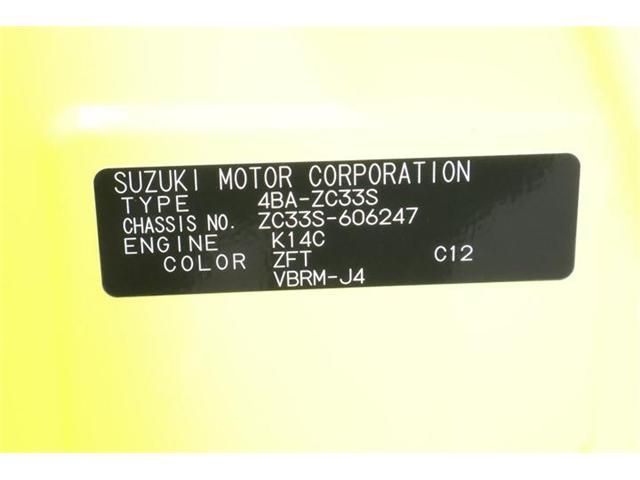 SUZUKI MOTOR CORPORATION
TYPE 4BA-ZC33S
CHASSIS NO. ZC33S-606247
ENGINE K14C
COLOR ZFT C12
VBRM-J4